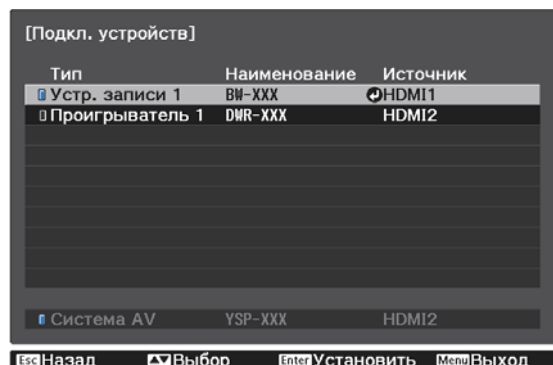 [Подкл. устройств]
Тип Наименование Источник
Устр. записи 1 BW-XXX HDMI1
Проигрыватель 1 DWR-XXX HDMI2
Система AV YSP-XXX HDMI2
Esc Назад Выбор Enter Установить Menu Выход